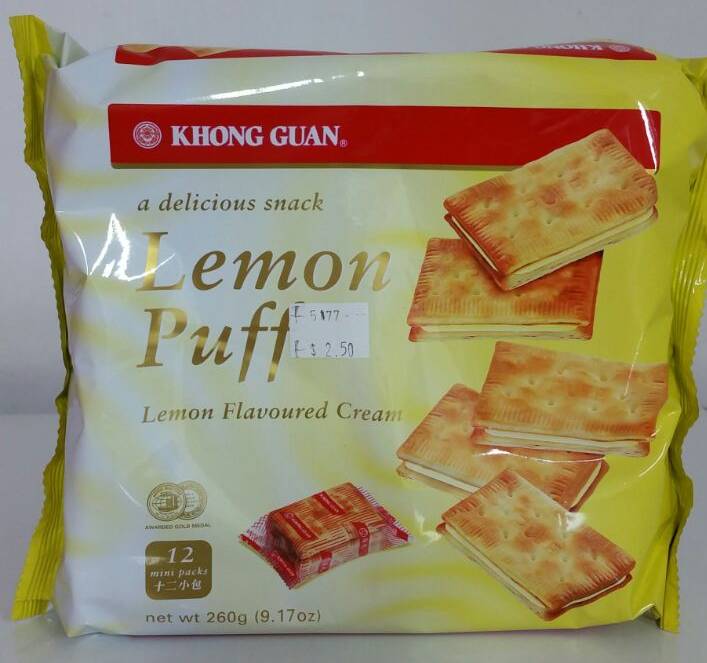 KHONG GUAN®
a delicious snack
Lemon
Puff
5177
$ 2.50
Lemon Flavoured Cream
AWARDED GOLD MEDAL
12
mini packs
十二小包
net wt 260g (9.17oz)